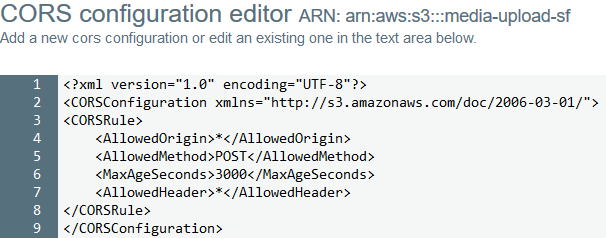 CORS configuration editor ARN: arn:aws:s3:::media-upload-sf
Add a new cors configuration or edit an existing one in the text area below.
1 <?xml version="1.0" encoding="UTF-8"?>
2 <CORSConfiguration xmlns="http://s3.amazonaws.com/doc/2006-03-01/">
3 <CORSRule>
4     <AllowedOrigin>*</AllowedOrigin>
5     <AllowedMethod>POST</AllowedMethod>
6     <MaxAgeSeconds>3000</MaxAgeSeconds>
7     <AllowedHeader>*</AllowedHeader>
8 </CORSRule>
9 </CORSConfiguration>